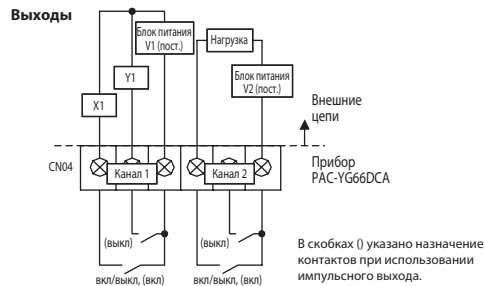 Выходы
Блок питания
V1 (пост.)
Нагрузка
Y1
Блок питания
V2 (пост.)
X1
Внешние
цепи
CN04
Канал 1
Канал 2
Прибор
PAC-YG66DCA
(выкл)
(выкл)
вкл/выкл, (вкл)
вкл/выкл, (вкл)
В скобках () указано назначение
контактов при использовании
импульсного выхода.